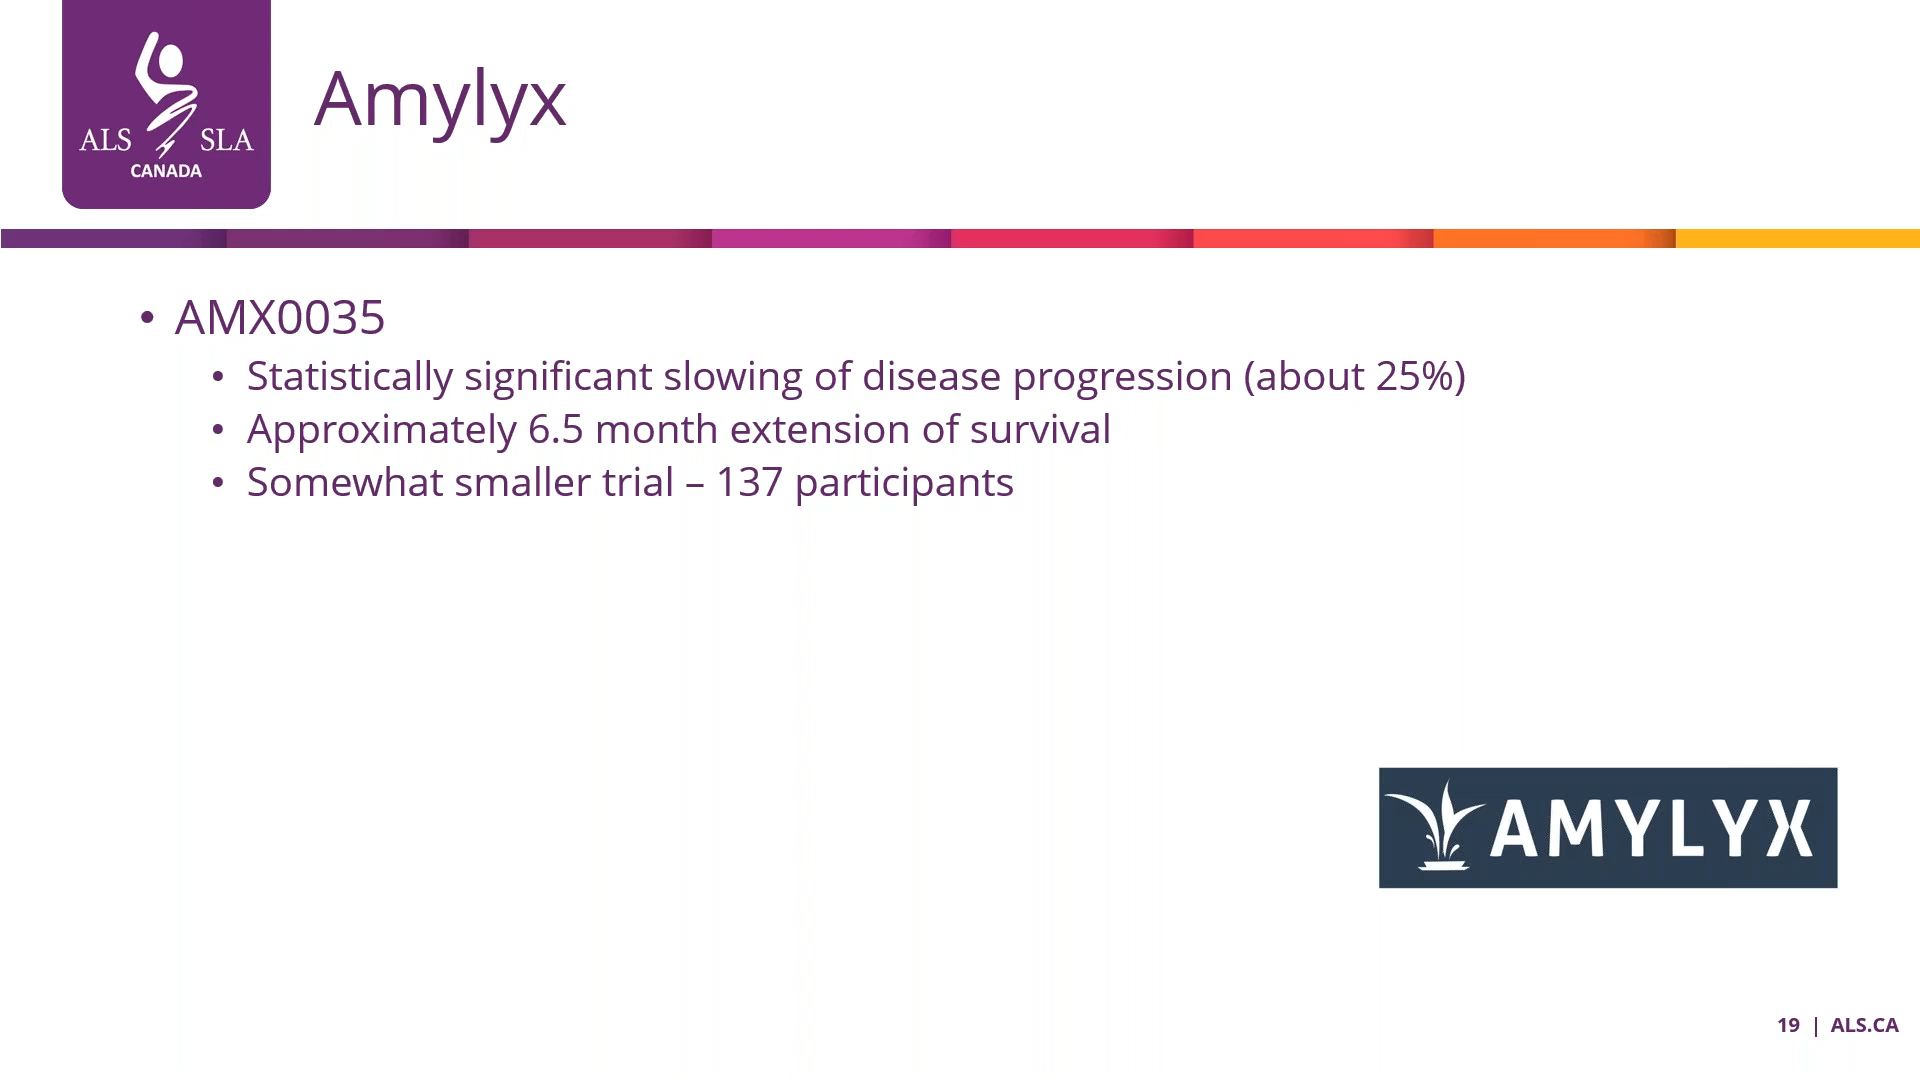 ALS SLA
CANADA
Amylyx
• AMX0035
• Statistically significant slowing of disease progression (about 25%)
• Approximately 6.5 month extension of survival
• Somewhat smaller trial – 137 participants
AMYLYX
19 | ALS.CA